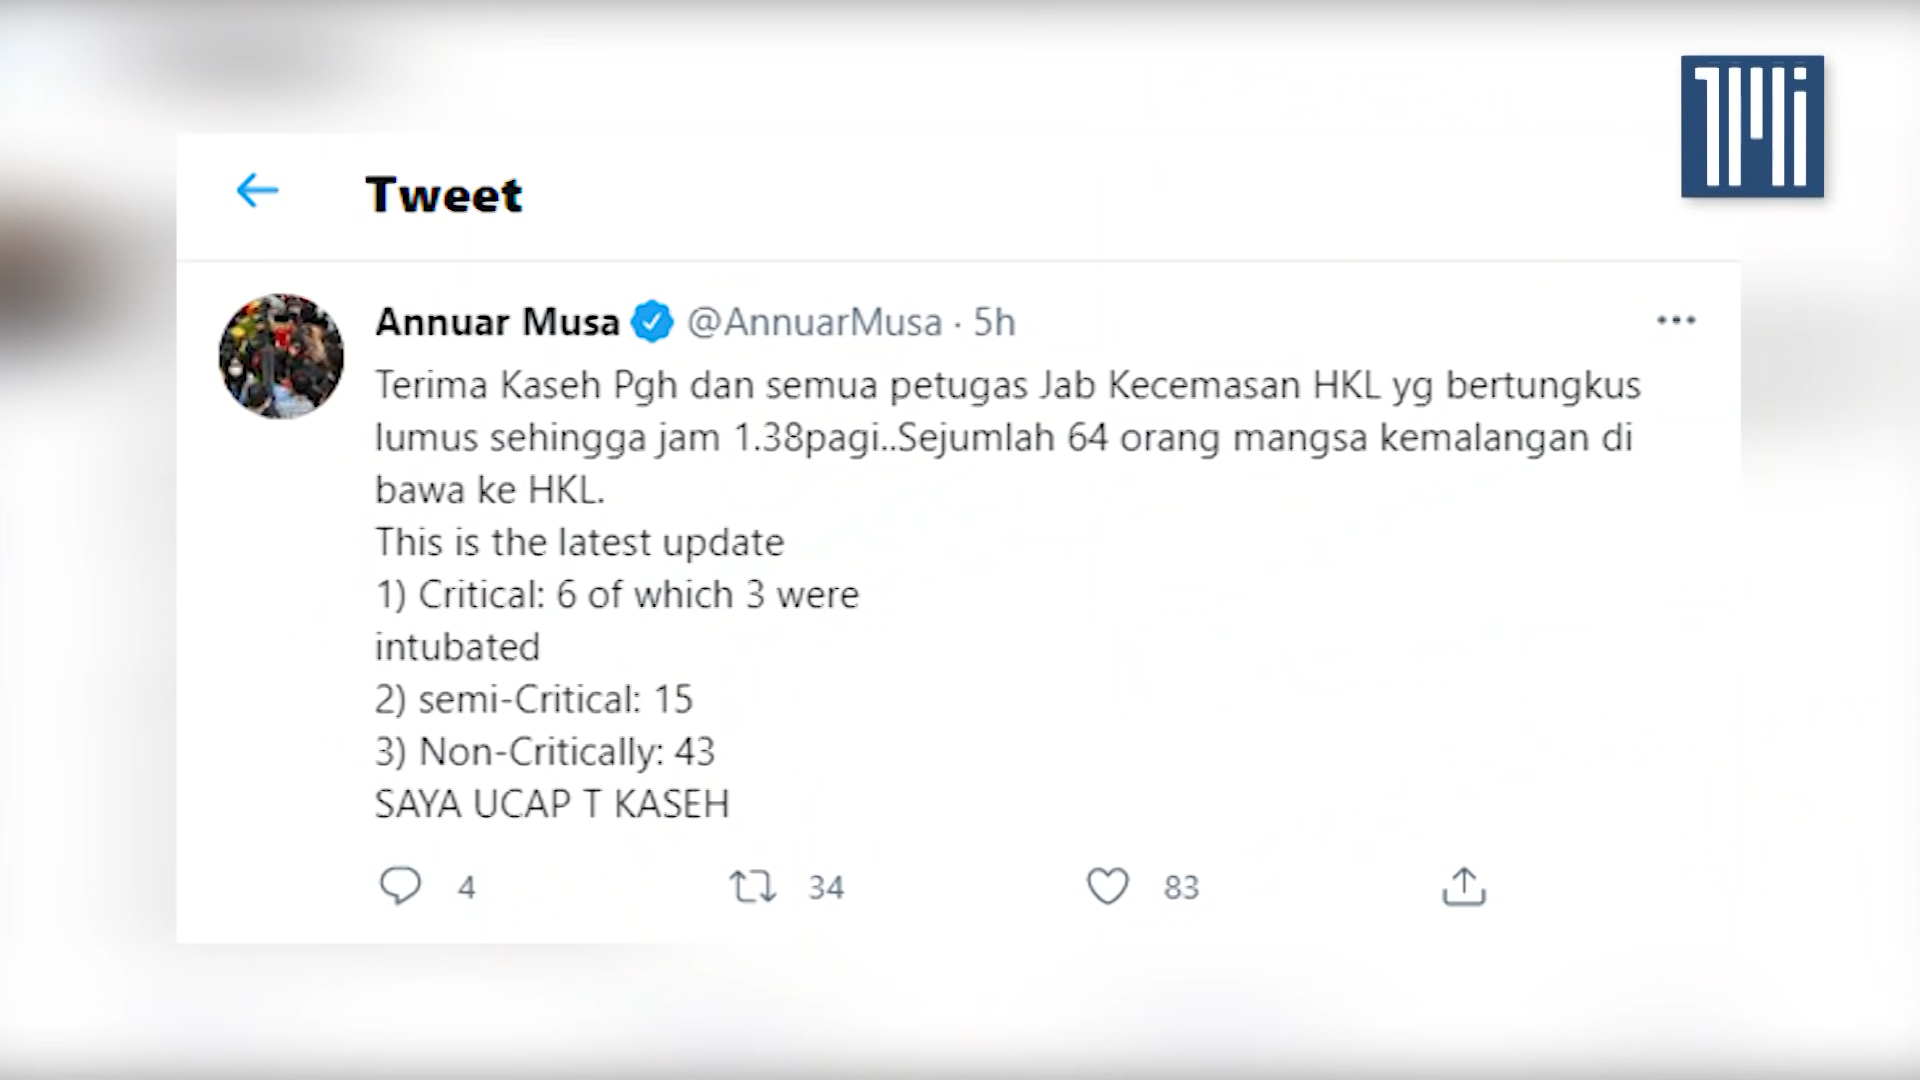 Tweet
Annuar Musa @AnnuarMusa · 5h
Terima Kaseh Pgh dan semua petugas Jab Kecemasan HKL yg bertungkus
lumus sehingga jam 1.38pagi..Sejumlah 64 orang mangsa kemalangan di
bawa ke HKL.
This is the latest update
1) Critical: 6 of which 3 were
intubated
2) semi-Critical: 15
3) Non-Critically: 43
SAYA UCAP T KASEH
4 34 83